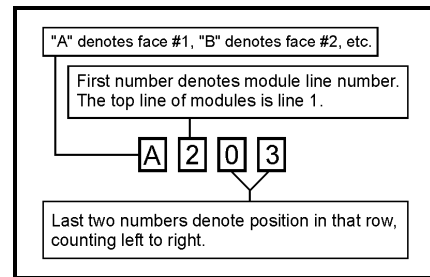 "A" denotes face #1, "B" denotes face #2, etc.
First number denotes module line number.
The top line of modules is line 1.
A 2 0 3
Last two numbers denote position in that row,
counting left to right.